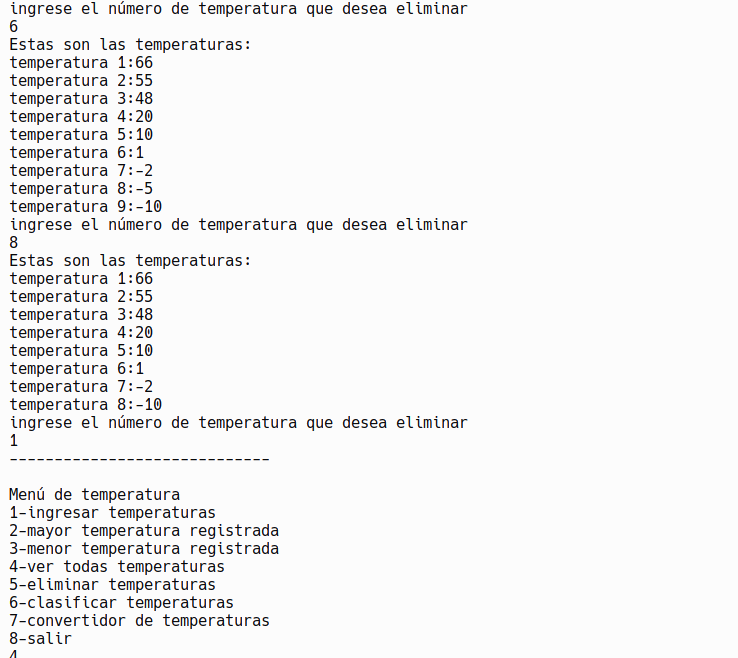 ingrese el número de temperatura que desea eliminar
6
Estas son las temperaturas:
temperatura 1:66
temperatura 2:55
temperatura 3:48
temperatura 4:20
temperatura 5:10
temperatura 6:1
temperatura 7:-2
temperatura 8:-5
temperatura 9:-10
ingrese el número de temperatura que desea eliminar
8
Estas son las temperaturas:
temperatura 1:66
temperatura 2:55
temperatura 3:48
temperatura 4:20
temperatura 5:10
temperatura 6:1
temperatura 7:-2
temperatura 8:-10
ingrese el número de temperatura que desea eliminar
1
-----------------------------
Menú de temperatura
1-ingresar temperaturas
2-mayor temperatura registrada
3-menor temperatura registrada
4-ver todas temperaturas
5-eliminar temperaturas
6-clasificar temperaturas
7-convertidor de temperaturas
8-salir
4